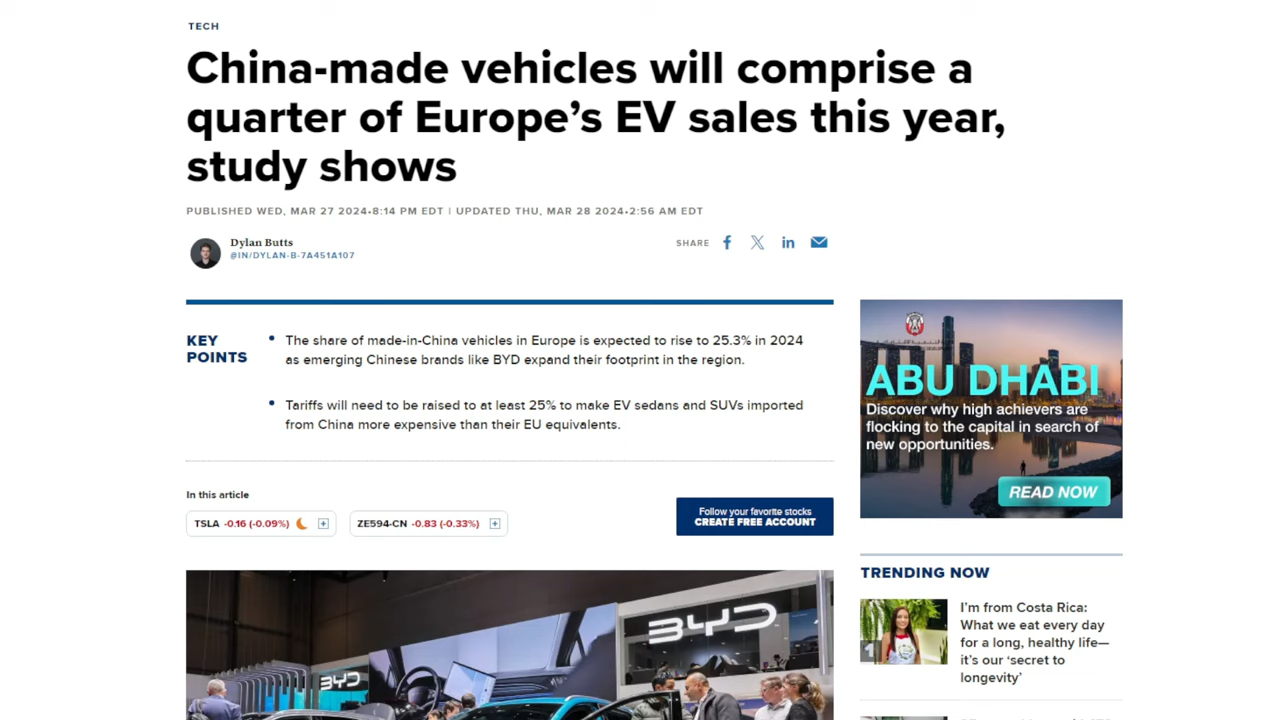 TECH
China-made vehicles will comprise a
quarter of Europe’s EV sales this year,
study shows
PUBLISHED WED, MAR 27 2024•8:14 PM EDT | UPDATED THU, MAR 28 2024•2:56 AM EDT
Dylan Butts
@IN/DYLAN-B-7A451A107
SHARE
KEY
POINTS
• The share of made-in-China vehicles in Europe is expected to rise to 25.3% in 2024
as emerging Chinese brands like BYD expand their footprint in the region.
• Tariffs will need to be raised to at least 25% to make EV sedans and SUVs imported
from China more expensive than their EU equivalents.
In this article
TSLA -0.16 (-0.09%)
ZE594-CN -0.83 (-0.33%)
Follow your favorite stocks
CREATE FREE ACCOUNT
BYD
BYD
ABU DHABI
Discover why high achievers are
flocking to the capital in search of
new opportunities.
READ NOW
TRENDING NOW
1
I’m from Costa Rica:
What we eat every day
for a long, healthy life—
it’s our ‘secret to
longevity’